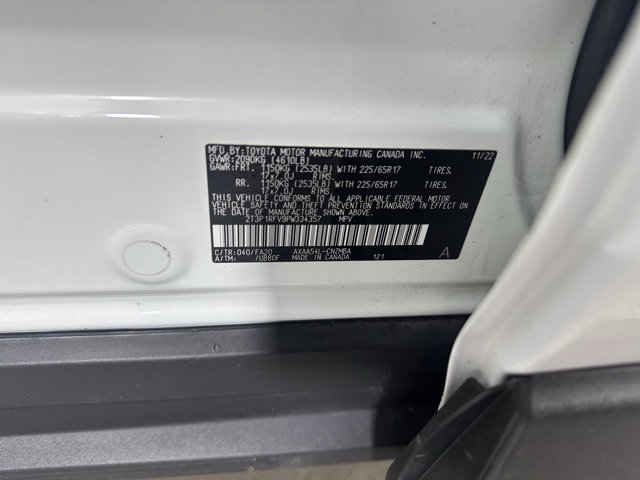 MFD.BY:TOYOTA MOTOR MANUFACTURING CANADA INC. 11/22
GVWR:2090KG (4610LB)
GAWR:FRT. 1150KG (2535LB)WITH 225/65R17 TIRES,
17x7.0J RIMS.
RR. 1150KG (2535LB)WITH 225/65R17 TIRES,
17x7.0J RIMS.
THIS VEHICLE CONFORMS TO ALL APPLICABLE FEDERAL MOTOR
VEHICLE SAFETY AND BUMPER STANDARDS IN EFFECT ON THE DATE
OF MANUFACTURE SHOWN ABOVE.
2T3P1RFV9PW334357 MPV
C/TR:040/FA20 AXAA54L-CNZMBA A
A/TM: /UB80F MADE IN CANADA 121